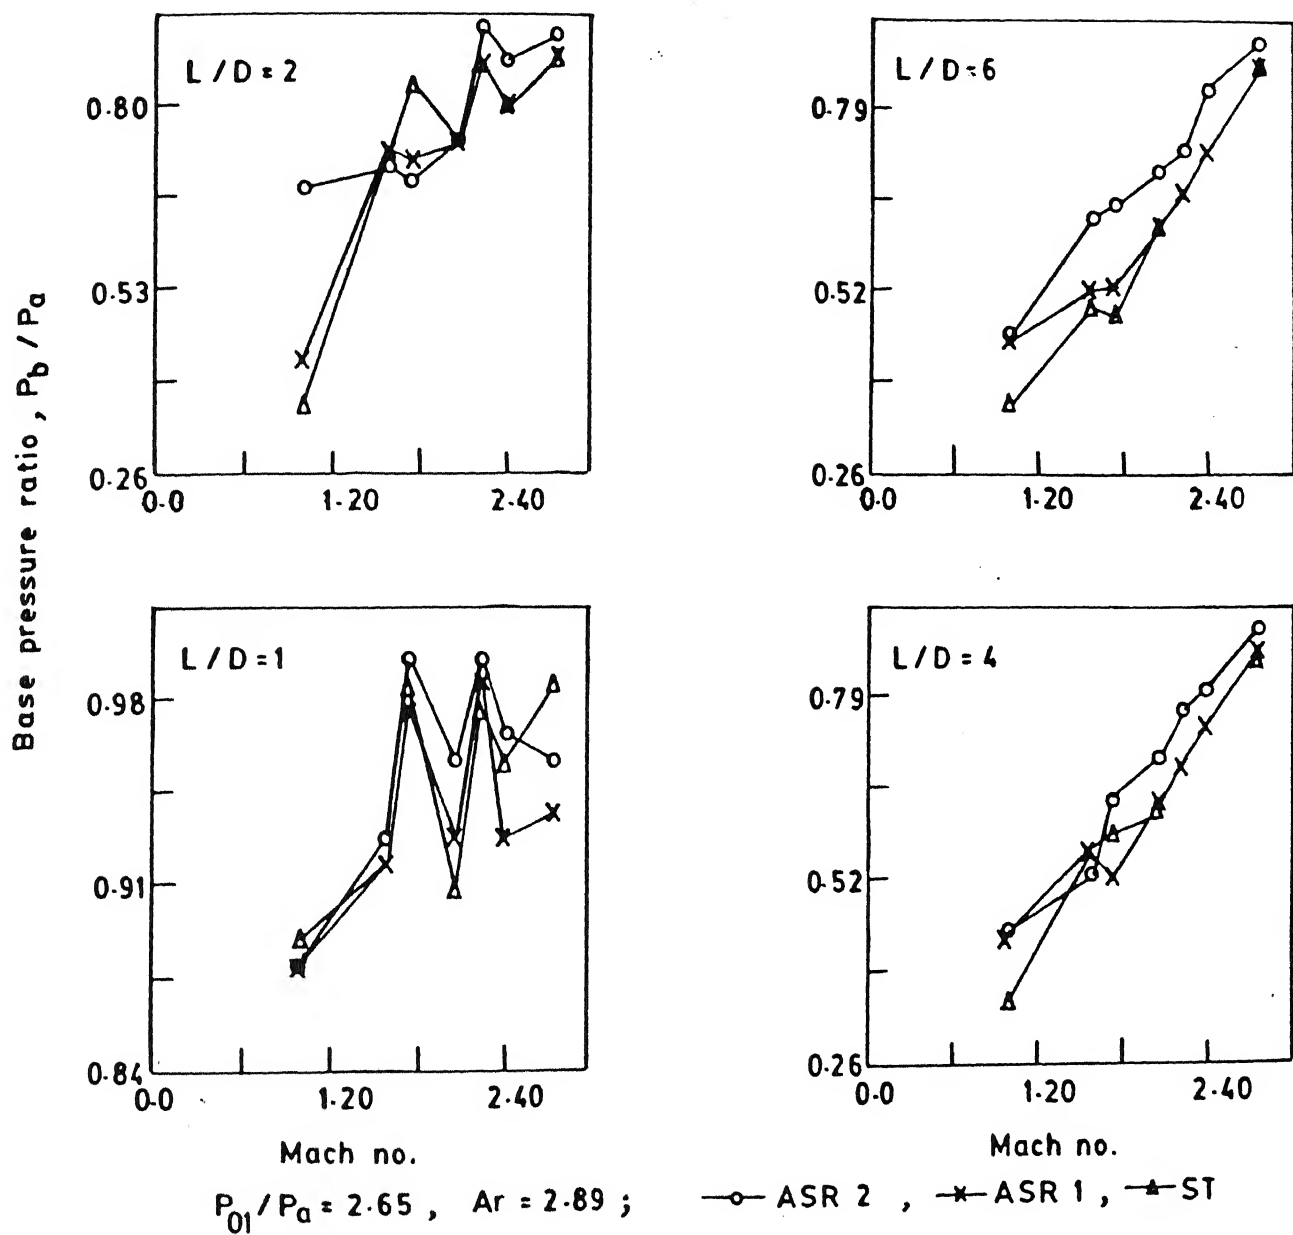 Base pressure ratio, Pb/Pa
L/D = 2
0.80
0.53
0.26
0.0 1.20 2.40
L/D = 6
0.79
0.52
0.26
0.0 1.20 2.40
L/D = 1
0.98
0.91
0.84
0.0 1.20 2.40
Mach no.
L/D = 4
0.79
0.52
0.26
0.0 1.20 2.40
Mach no.
P01/Pa = 2.65, Ar = 2.89; ASR 2, ASR 1, ST